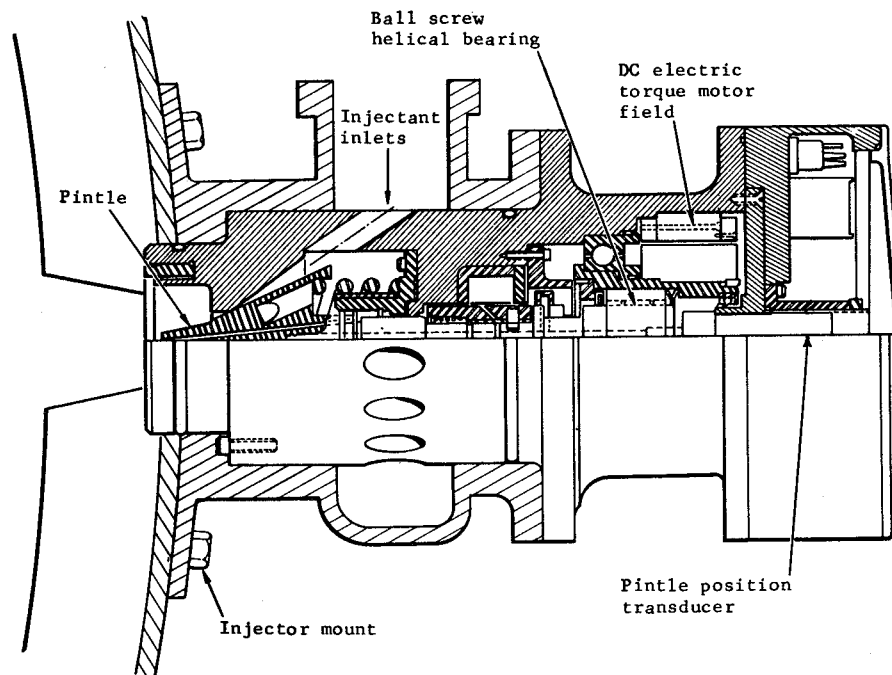 Ball screw
helical bearing
DC electric
torque motor
field
Injectant
inlets
Pintle
Pintle position
transducer
Injector mount